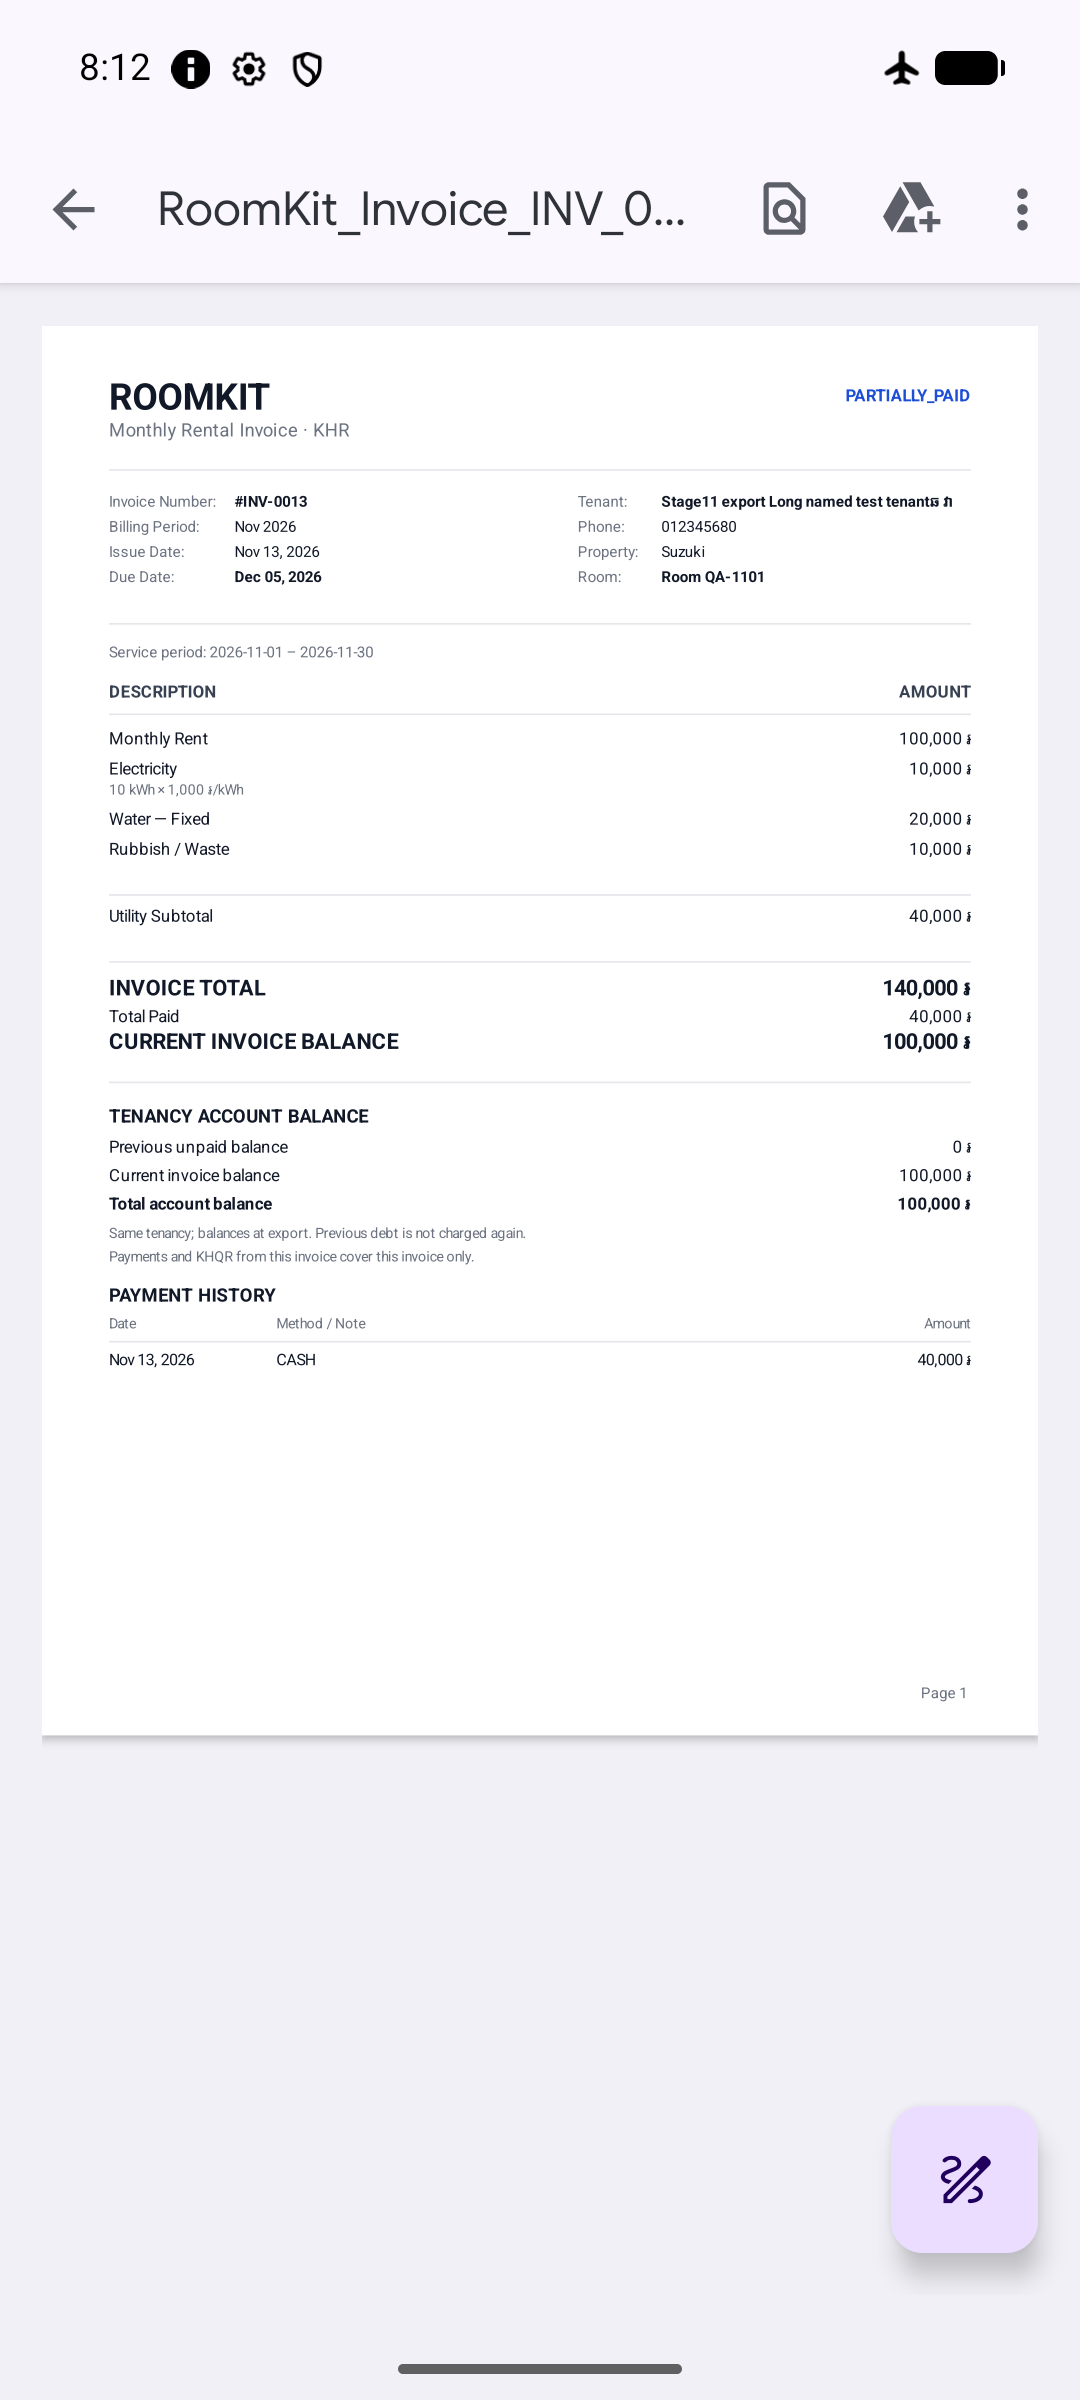 8:12
RoomKit_Invoice_INV_0...
ROOMKIT
PARTIALLY_PAID
Monthly Rental Invoice · KHR
Invoice Number: #INV-0013
Tenant: Stage11 export Long named test tenant
Billing Period: Nov 2026
Phone: 012345680
Issue Date: Nov 13, 2026
Property: Suzuki
Due Date: Dec 05, 2026
Room: Room QA-1101
Service period: 2026-11-01 – 2026-11-30
DESCRIPTION AMOUNT
Monthly Rent 100,000 ៛
Electricity 10,000 ៛
10 kWh × 1,000 ៛/kWh
Water — Fixed 20,000 ៛
Rubbish / Waste 10,000 ៛
Utility Subtotal 40,000 ៛
INVOICE TOTAL 140,000 ៛
Total Paid 40,000 ៛
CURRENT INVOICE BALANCE 100,000 ៛
TENANCY ACCOUNT BALANCE
Previous unpaid balance 0 ៛
Current invoice balance 100,000 ៛
Total account balance 100,000 ៛
Same tenancy; balances at export. Previous debt is not charged again.
Payments and KHQR from this invoice cover this invoice only.
PAYMENT HISTORY
Date Method / Note Amount
Nov 13, 2026 CASH 40,000 ៛
Page 1